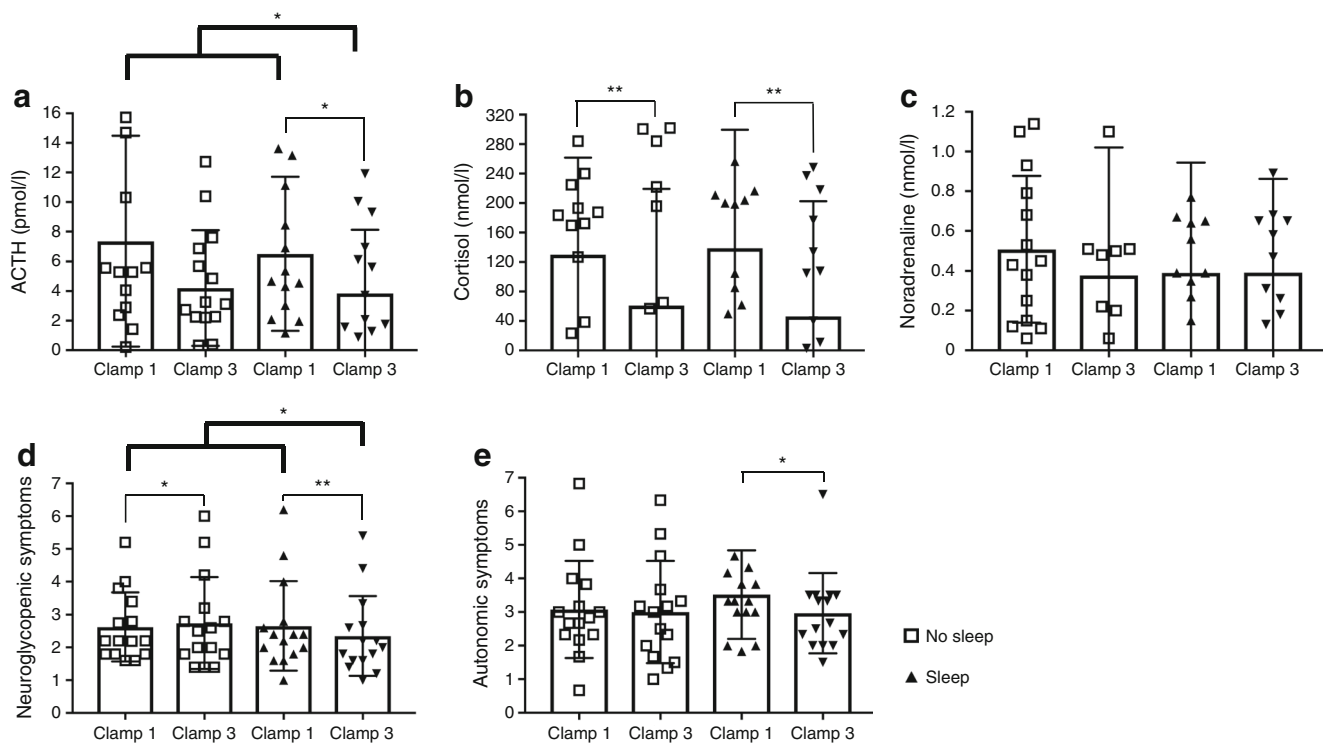 *
a
ACTH (pmol/l)
16
14
12
10
8
6
4
2
0
*
Clamp 1 Clamp 3 Clamp 1 Clamp 3
b
Cortisol (nmol/l)
320
280
240
200
160
120
80
40
0
** **
Clamp 1 Clamp 3 Clamp 1 Clamp 3
c
Noradrenaline (nmol/l)
1.2
1.0
0.8
0.6
0.4
0.2
0
Clamp 1 Clamp 3 Clamp 1 Clamp 3
*
d
Neuroglycopenic symptoms
7
6
5
4
3
2
1
0
* **
Clamp 1 Clamp 3 Clamp 1 Clamp 3
e
Autonomic symptoms
7
6
5
4
3
2
1
0
*
Clamp 1 Clamp 3 Clamp 1 Clamp 3
No sleep
Sleep